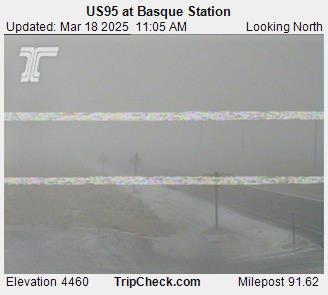 US95 at Basque Station
Updated: Mar 18 2025 11:05 AM Looking North
Elevation 4460 TripCheck.com Milepost 91.62